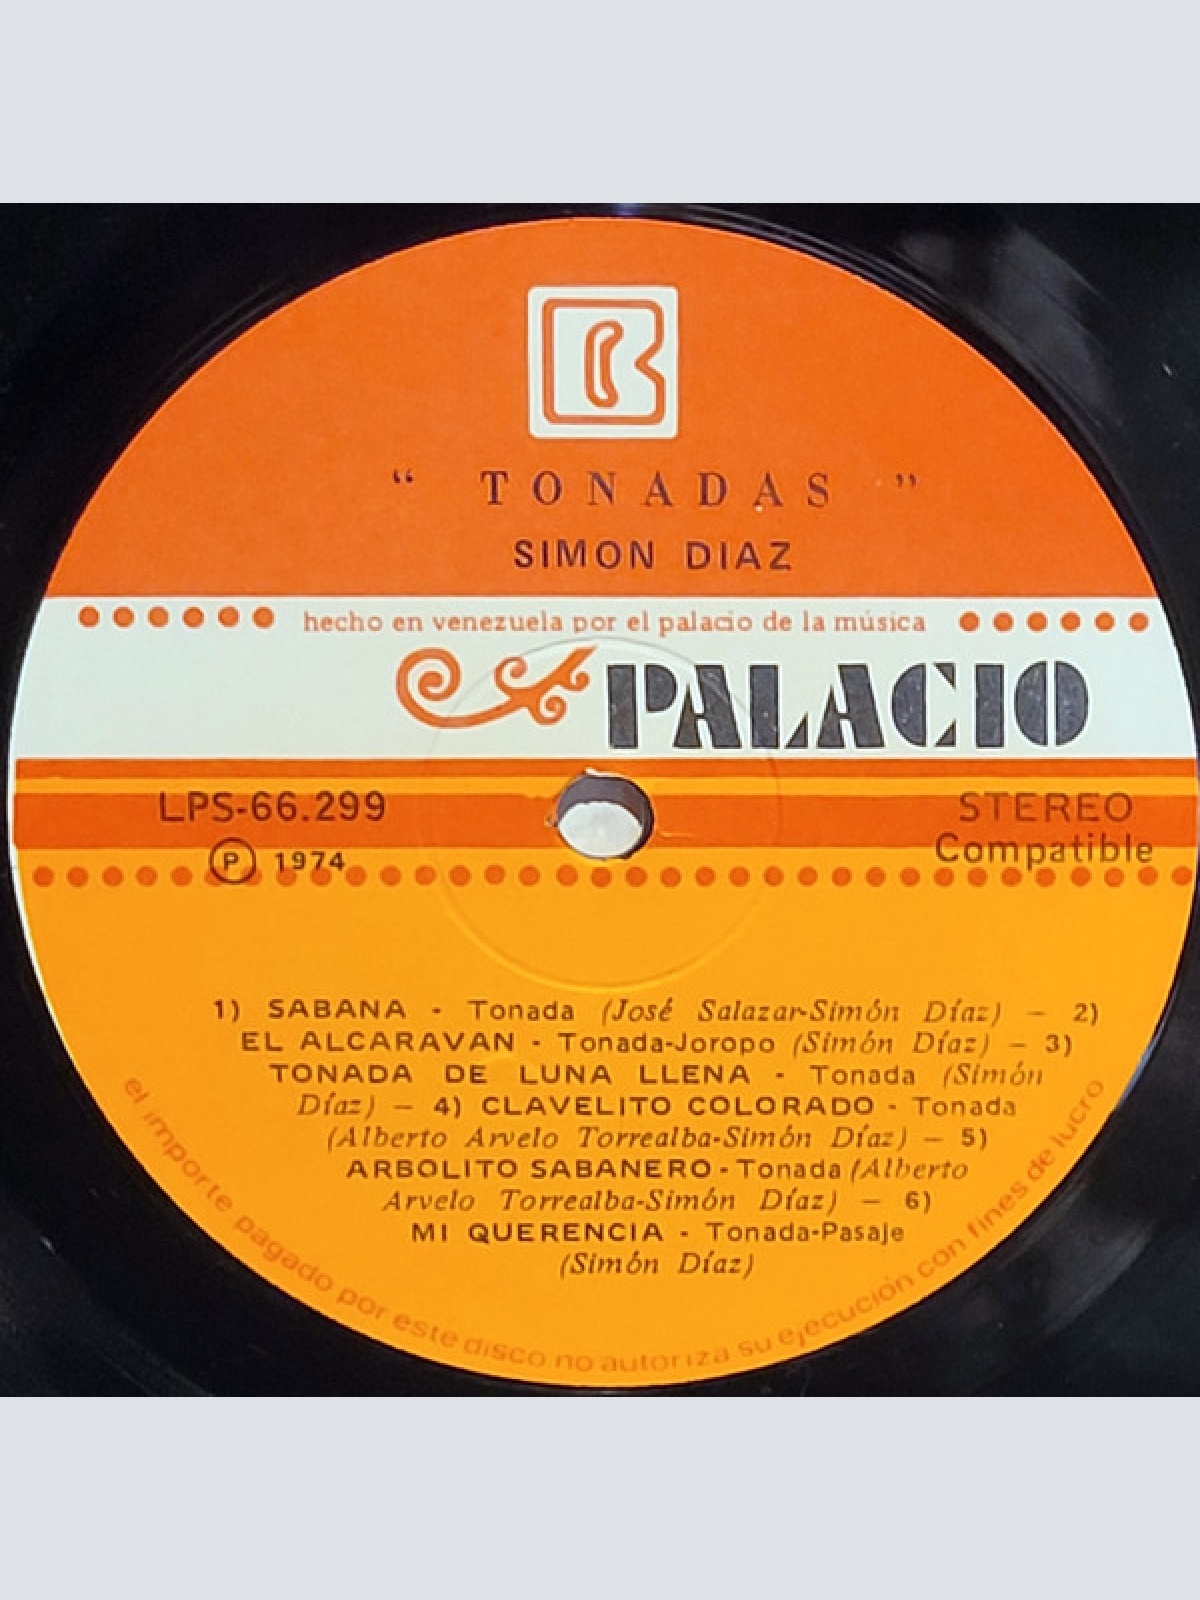 B
“ TONADAS ”
SIMON DIAZ
hecho en venezuela por el palacio de la música
PALACIO
LPS-66.299
STEREO
Ⓟ 1974
Compatible
1) SABANA - Tonada (José Salazar-Simón Díaz) – 2)
EL ALCARAVAN - Tonada-Joropo (Simón Díaz) – 3)
TONADA DE LUNA LLENA - Tonada (Simón
Díaz) – 4) CLAVELITO COLORADO - Tonada
(Alberto Arvelo Torrealba-Simón Díaz) – 5)
ARBOLITO SABANERO - Tonada (Alberto
Arvelo Torrealba-Simón Díaz) – 6)
MI QUERENCIA - Tonada-Pasaje
(Simón Díaz)
el importe pagado por este disco no autoriza su ejecución con fines de lucro